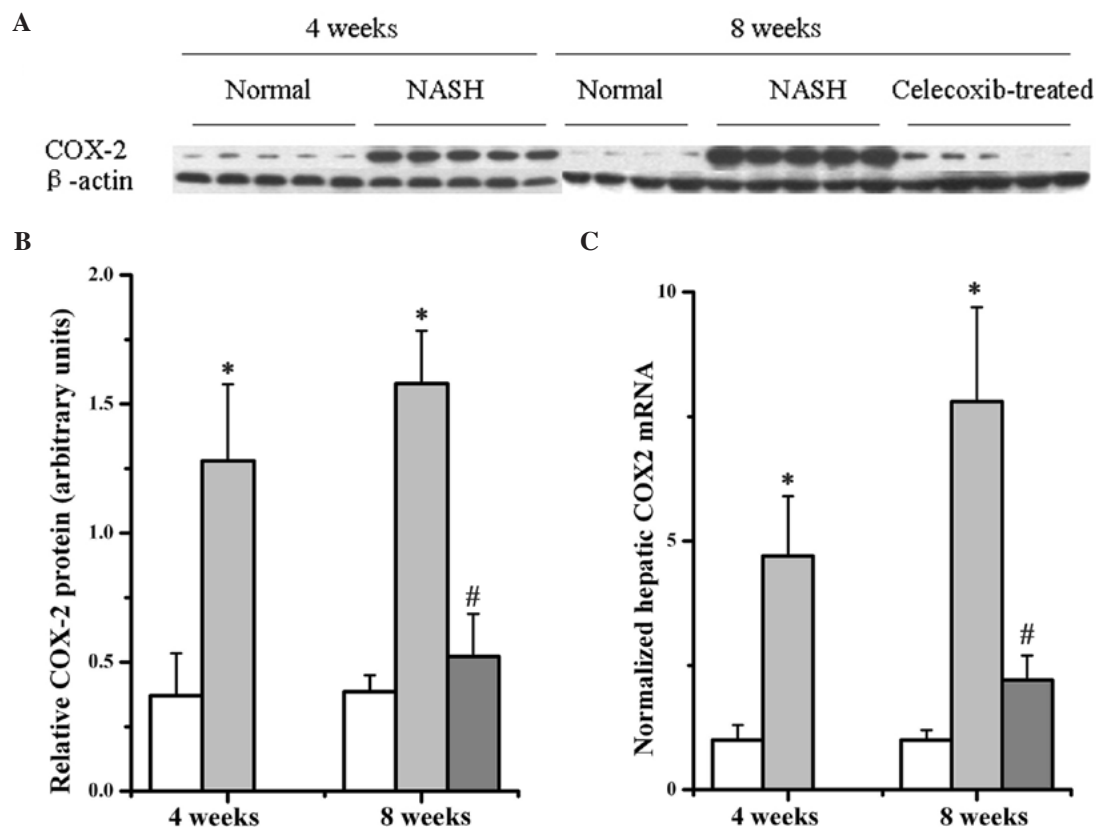 A
4 weeks 8 weeks
Normal NASH Normal NASH Celecoxib-treated
COX-2
β -actin
B
C
Relative COX-2 protein (arbitrary units)
2.0
1.5
1.0
0.5
0.0
*
*
#
4 weeks 8 weeks
Normalized hepatic COX2 mRNA
10
5
0
*
*
#
4 weeks 8 weeks